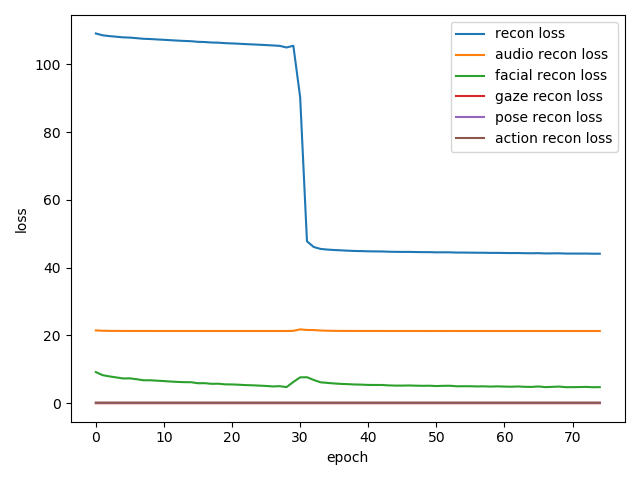 recon loss
audio recon loss
facial recon loss
gaze recon loss
pose recon loss
action recon loss
100
80
60
40
20
0
loss
0 10 20 30 40 50 60 70
epoch